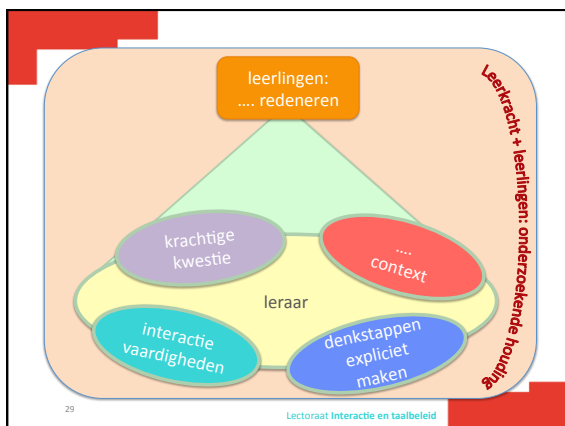 leerlingen:
.... redeneren
Leerkracht + leerlingen: onderzoekende houding
krachtige
kwestie
....
context
leraar
interactie
vaardigheden
denkstappen
expliciet
maken
29
Lectoraat Interactie en taalbeleid